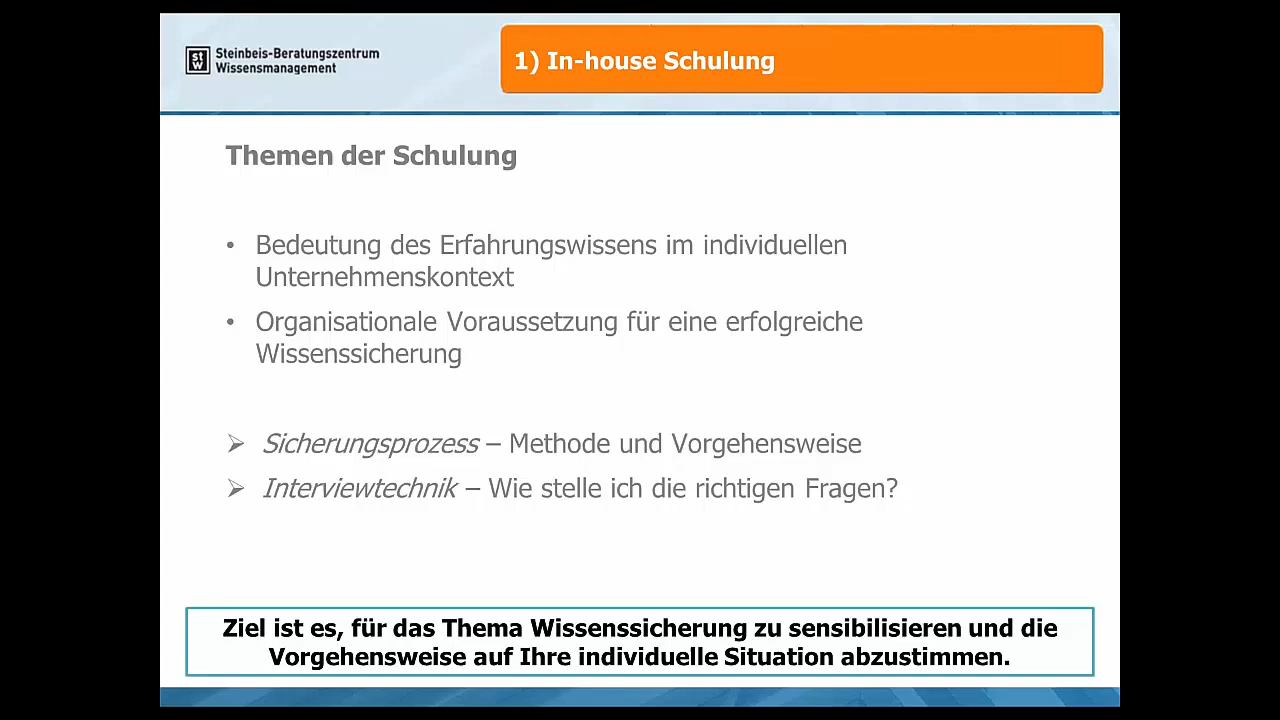 st
w
Steinbeis-Beratungszentrum
Wissensmanagement
1) In-house Schulung
Themen der Schulung
• Bedeutung des Erfahrungswissens im individuellen
Unternehmenskontext
• Organisationale Voraussetzung für eine erfolgreiche
Wissenssicherung
➢ Sicherungsprozess – Methode und Vorgehensweise
➢ Interviewtechnik – Wie stelle ich die richtigen Fragen?
Ziel ist es, für das Thema Wissenssicherung zu sensibilisieren und die
Vorgehensweise auf Ihre individuelle Situation abzustimmen.